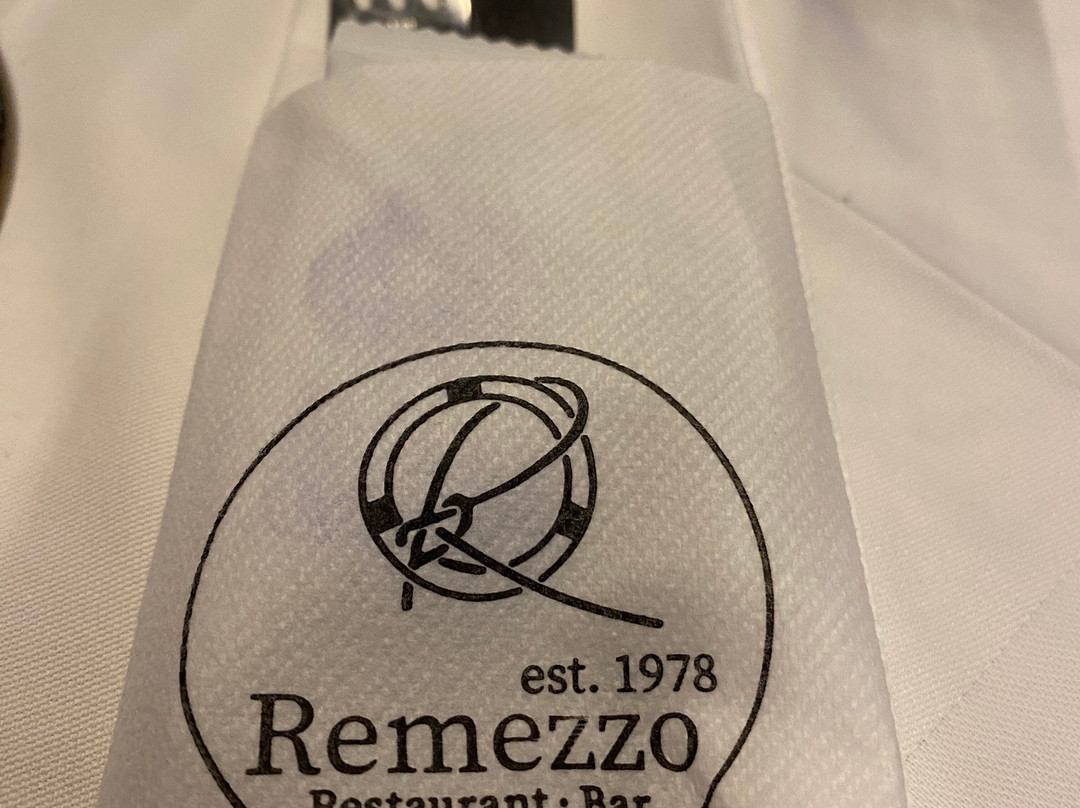 est. 1978
Remezzo
Restaurant · Bar